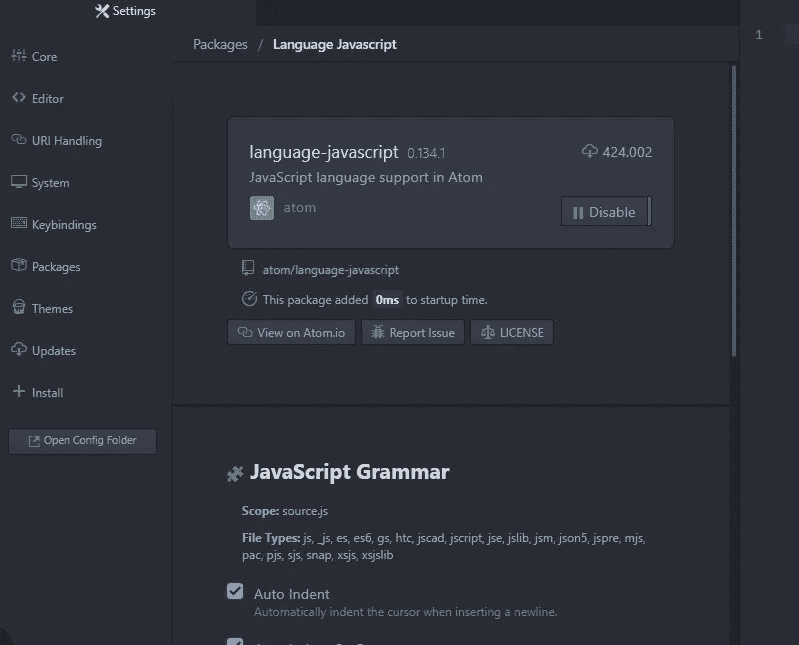 Settings
1
Packages / Language Javascript
Core
Editor
URI Handling
System
Keybindings
Packages
Themes
Updates
Install
Open Config Folder
language-javascript 0.134.1
424,002
JavaScript language support in Atom
atom
Disable
atom/language-javascript
This package added 0ms to startup time.
View on Atom.io
Report Issue
LICENSE
JavaScript Grammar
Scope: source.js
File Types: js, _js, es, es6, gs, htc, jscad, jscript, jse, jslib, jsm, json5, jspre, mjs,
pac, pjs, sjs, snap, xsjs, xsjslib
Auto Indent
Automatically indent the cursor when inserting a newline.